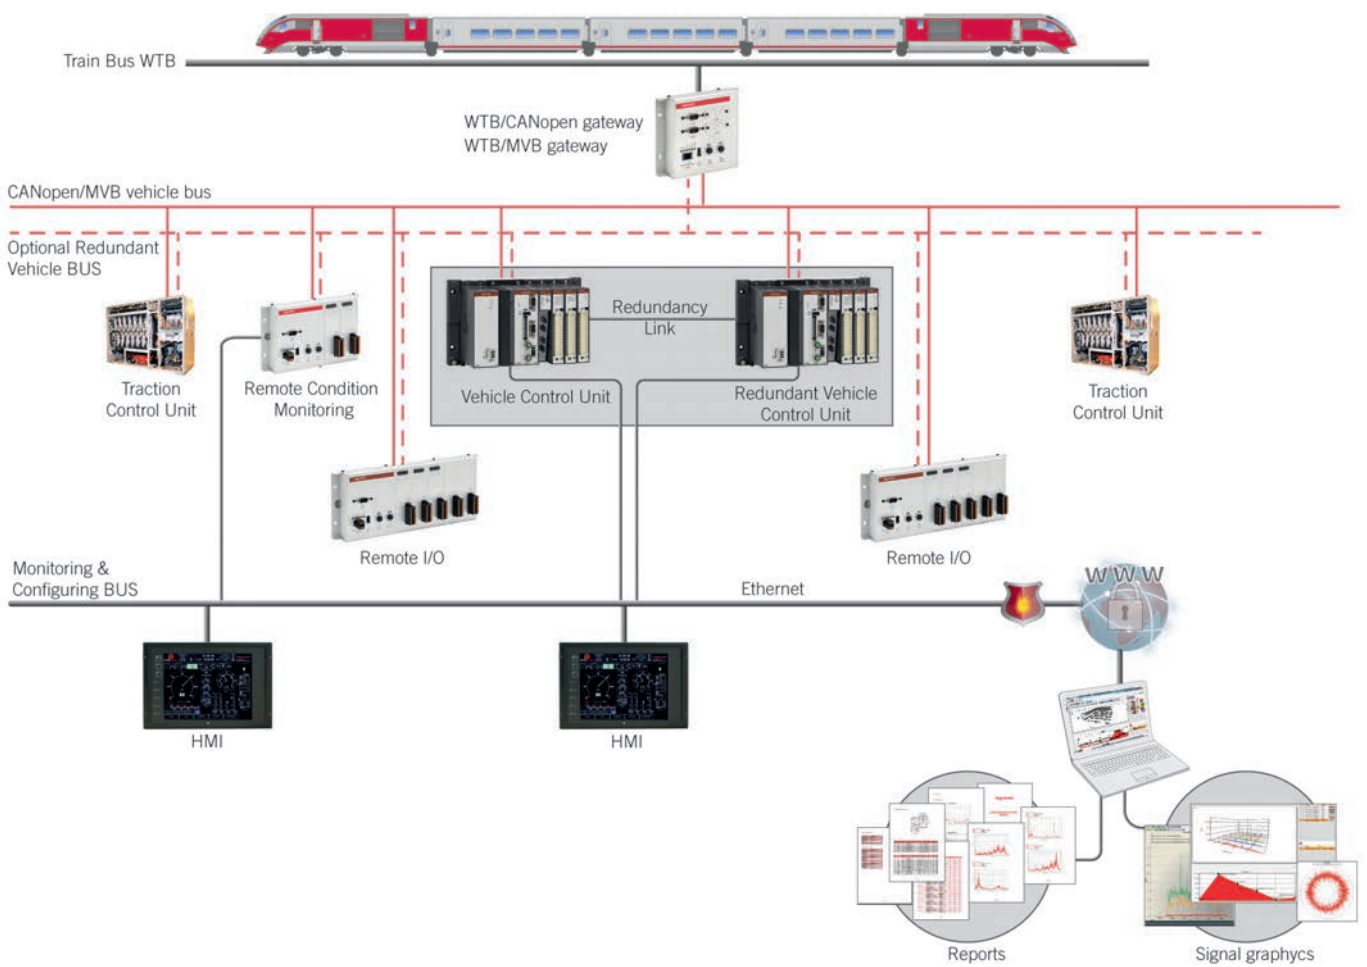 Train Bus WTB
WTB/CANopen gateway
WTB/MVB gateway
CANopen/MVB vehicle bus
Optional Redundant
Vehicle BUS
Redundancy
Link
Traction
Control Unit
Remote Condition
Monitoring
Vehicle Control Unit
Redundant Vehicle
Control Unit
Traction
Control Unit
Remote I/O
Remote I/O
Monitoring &
Configuring BUS
Ethernet
WWW
HMI
HMI
Reports
Signal graphycs